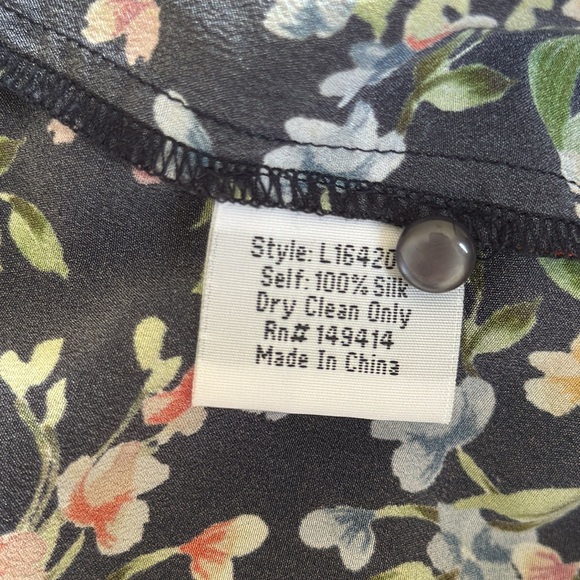 Style: L16420
Self: 100% Silk
Dry Clean Only
Rn# 149414
Made In China